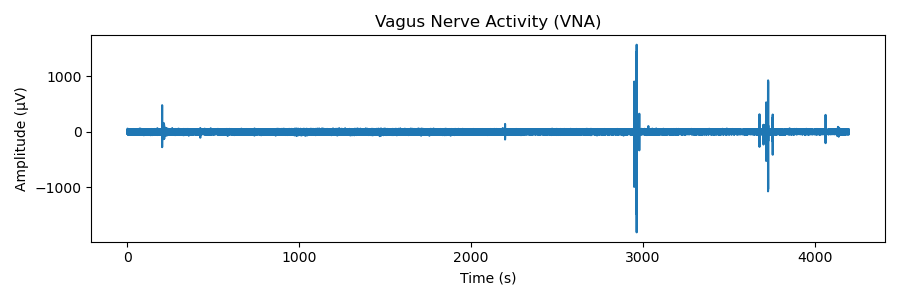 Vagus Nerve Activity (VNA)
Amplitude (μV)
1000
0
−1000
0 1000 2000 3000 4000
Time (s)